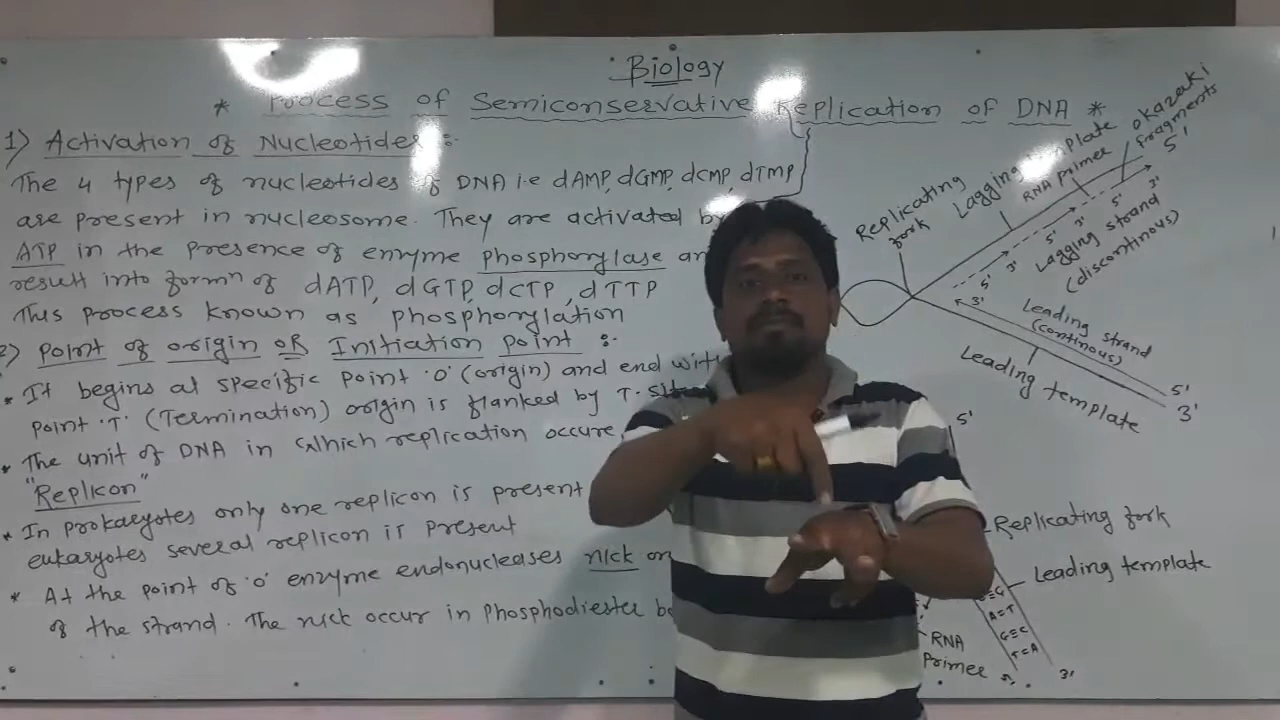 Biology
* Process of Semiconservative Replication of DNA *
1) Activation of Nucleotides :-
The 4 types of nucleotides of DNA i.e dAMP, dGMP, dCMP, dTMP
are present in nucleosome. They are activated by
ATP in the presence of enzyme phosphorylase
result into formn of dATP, dGTP, dCTP, dTTP
This process known as phosphorylation
2) Point of origin OR Initiation point :-
* It begins at specific point 'O' (origin) and end with
point 'T' (Termination) origin is flanked by T.
* The unit of DNA in which replication occure
"Replicon"
* In prokaryotes only one replicon is present
eukaryotes several replicon is present
* At the point of 'O' enzyme endonucleases nick on
of the strand. The nick occur in phosphodiester
Replicating fork
Lagging template
RNA primer
okazaki fragments
5'
3'
5'
3'
5'
3'
5'
Lagging strand
(discontinous)
3'
Leading strand
(continous)
Leading template
5'
3'
5'
Replicating fork
Leading template
G≡C
A=T
G≡C
T=A
RNA
Primer
5'
3'